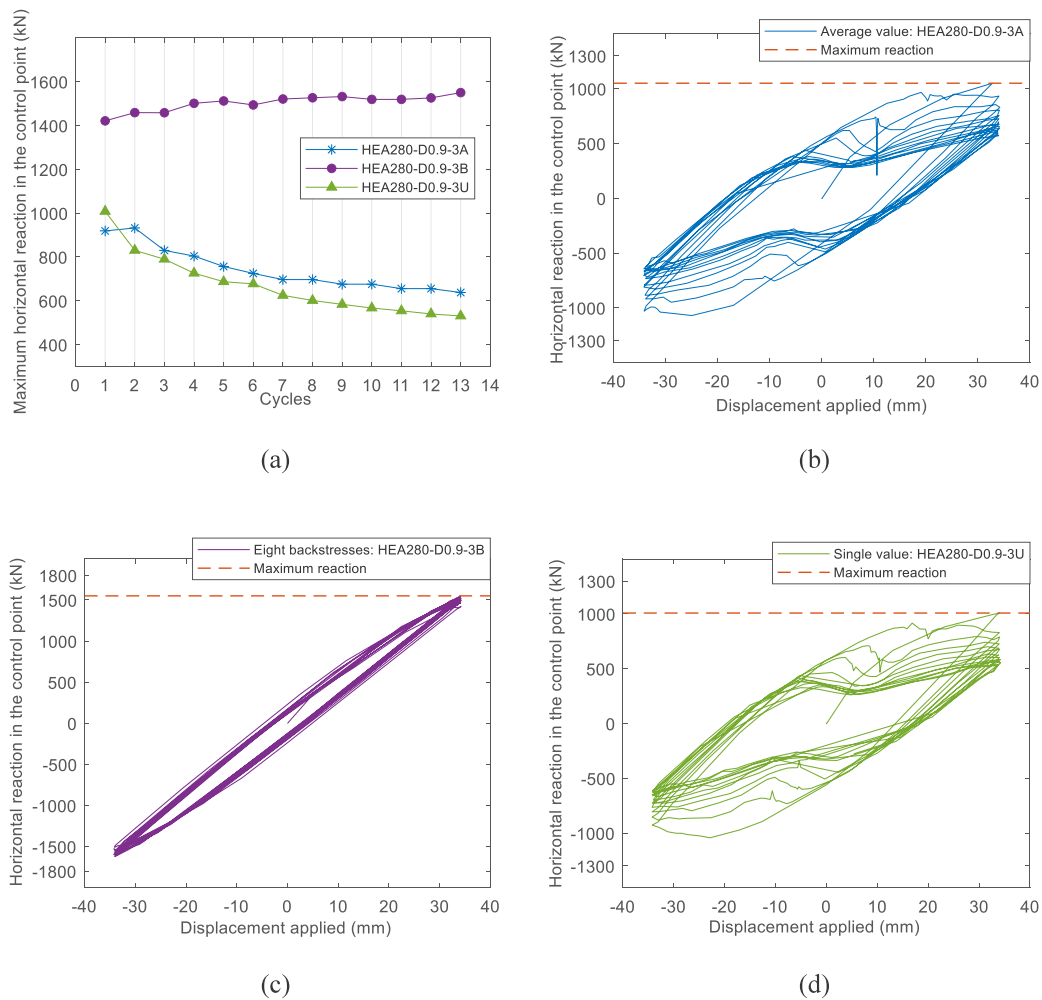 Maximum horizontal reaction in the control point (kN)
1600
1400
1200
1000
800
600
400
0 1 2 3 4 5 6 7 8 9 10 11 12 13 14
Cycles
HEA280-D0.9-3A
HEA280-D0.9-3B
HEA280-D0.9-3U
(a)
Horizontal reaction in the control point (kN)
1300
1000
500
0
-500
-1000
-1300
-40 -30 -20 -10 0 10 20 30 40
Displacement applied (mm)
Average value: HEA280-D0.9-3A
Maximum reaction
(b)
Horizontal reaction in the control point (kN)
1800
1500
1000
500
0
-500
-1000
-1500
-1800
-40 -30 -20 -10 0 10 20 30 40
Displacement applied (mm)
Eight backstresses: HEA280-D0.9-3B
Maximum reaction
(c)
Horizontal reaction in the control point (kN)
1300
1000
500
0
-500
-1000
-1300
-40 -30 -20 -10 0 10 20 30 40
Displacement applied (mm)
Single value: HEA280-D0.9-3U
Maximum reaction
(d)